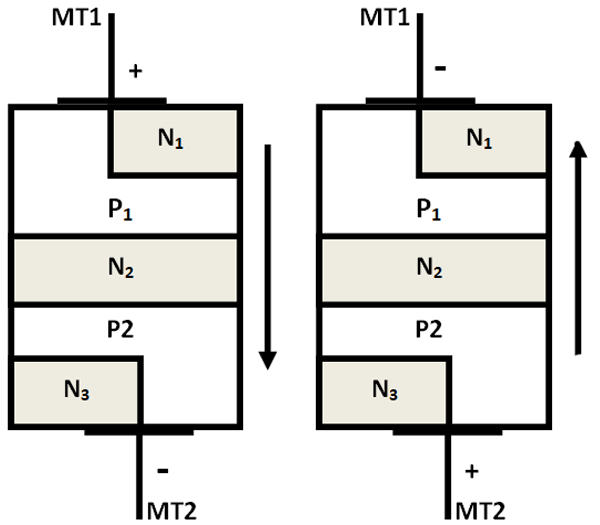 MT1
+
N1
P1
N2
P2
N3
-
MT2
MT1
-
N1
P1
N2
P2
N3
+
MT2